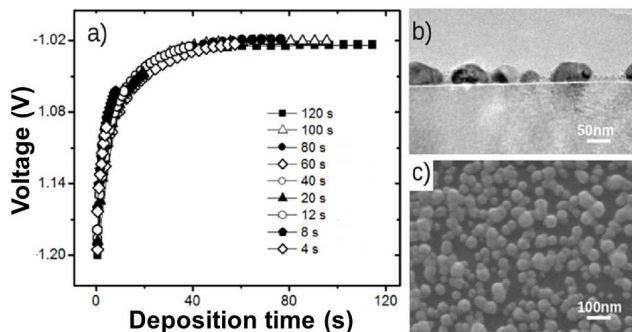 a)
-1.02
-1.08
-1.14
-1.20
Voltage (V)
120 s
100 s
80 s
60 s
40 s
20 s
12 s
8 s
4 s
0
40
80
120
Deposition time (s)
b)
50nm
c)
100nm